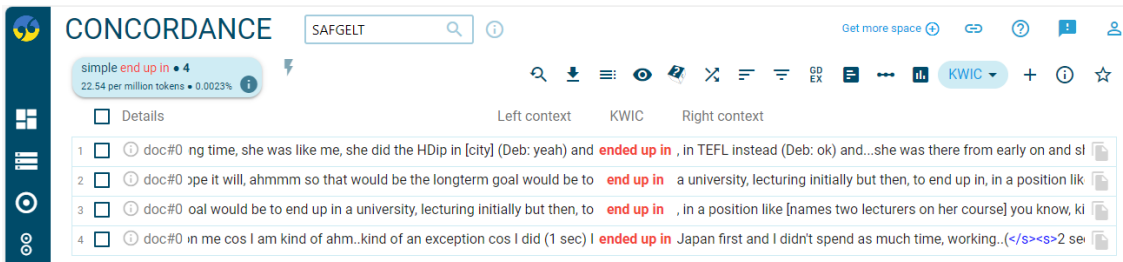 CONCORDANCE SAFGELT Get more space
simple end up in • 4
22.54 per million tokens • 0.0023%
GD EX KWIC
Details Left context KWIC Right context
1 doc#0 ng time, she was like me, she did the HDip in [city] (Deb: yeah) and ended up in , in TEFL instead (Deb: ok) and...she was there from early on and sh
2 doc#0 ope it will, ahmmm so that would be the longterm goal would be to end up in a university, lecturing initially but then, to end up in, in a position lik
3 doc#0 oal would be to end up in a university, lecturing initially but then, to end up in , in a position like [names two lecturers on her course] you know, ki
4 doc#0 on me cos I am kind of ahm..kind of an exception cos I did (1 sec) I ended up in Japan first and I didn't spend as much time, working..(</s><s>2 sec